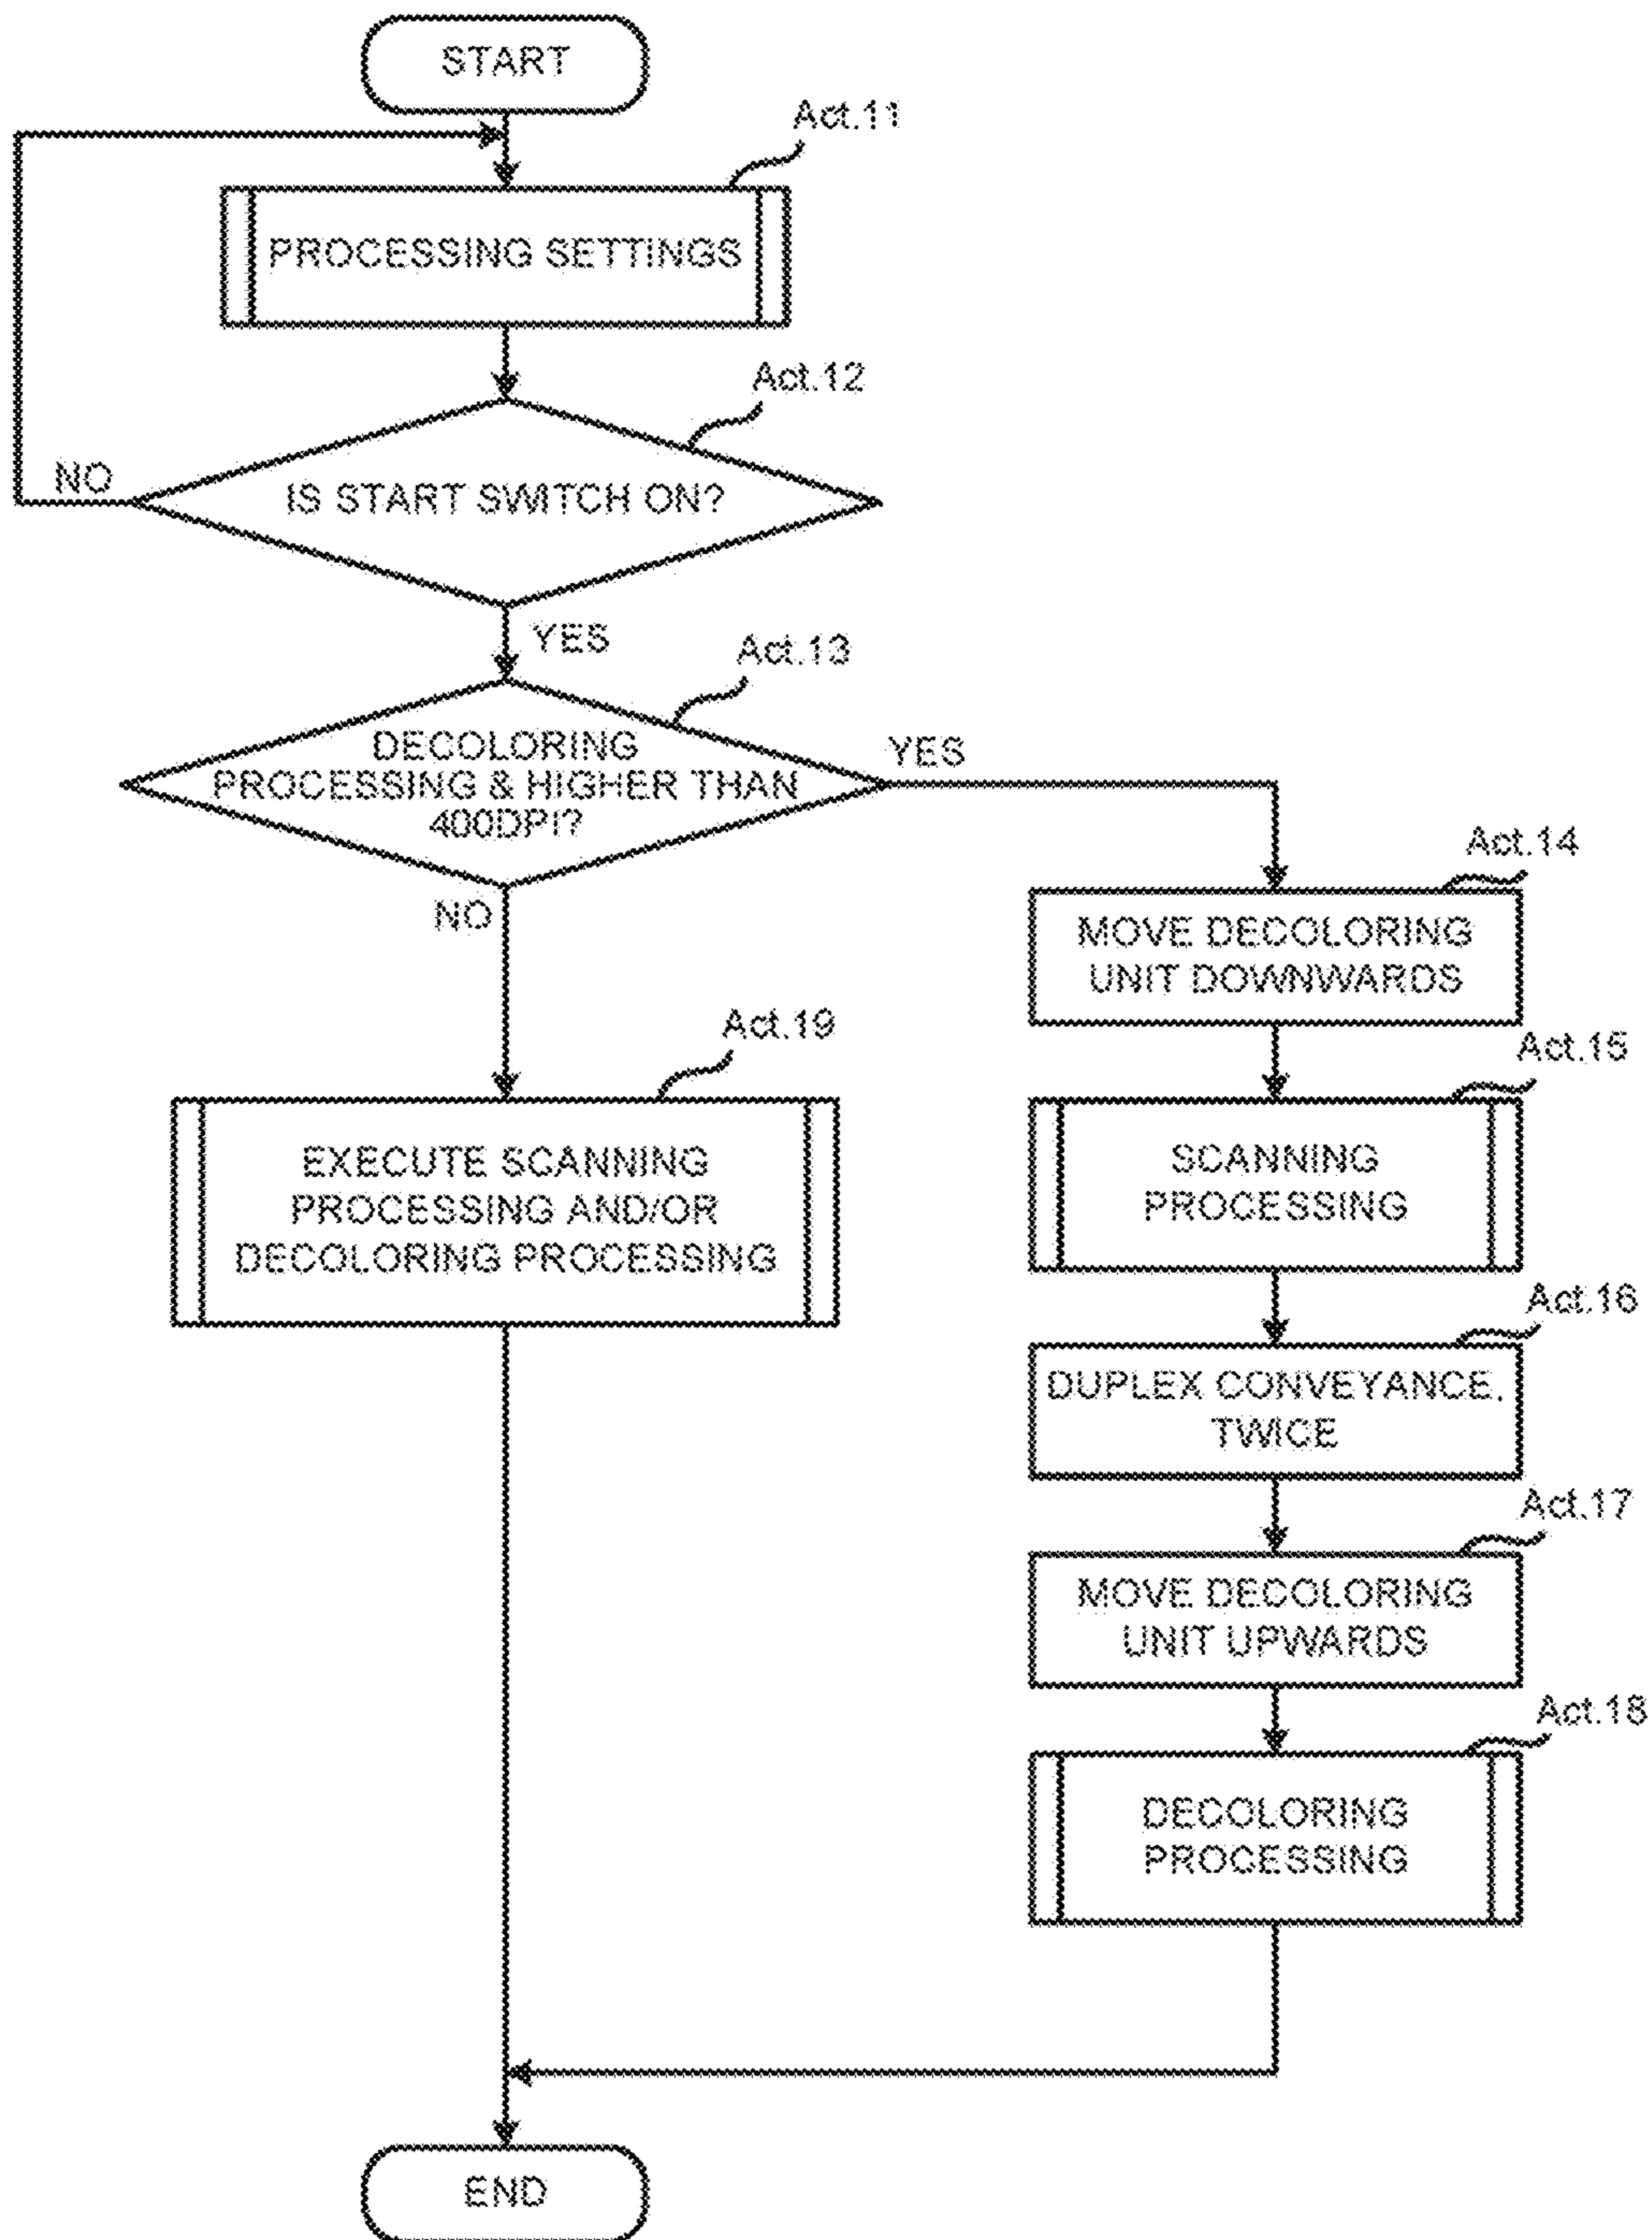 START
Act.11
PROCESSING SETTINGS
Act.12
NO
IS START SWITCH ON?
YES
Act.13
DECOLORING
PROCESSING & HIGHER THAN
400DPI?
YES
NO
Act.14
MOVE DECOLORING
UNIT DOWNWARDS
Act.19
EXECUTE SCANNING
PROCESSING AND/OR
DECOLORING PROCESSING
Act.15
SCANNING
PROCESSING
Act.16
DUPLEX CONVEYANCE,
TWICE
Act.17
MOVE DECOLORING
UNIT UPWARDS
Act.18
DECOLORING
PROCESSING
END